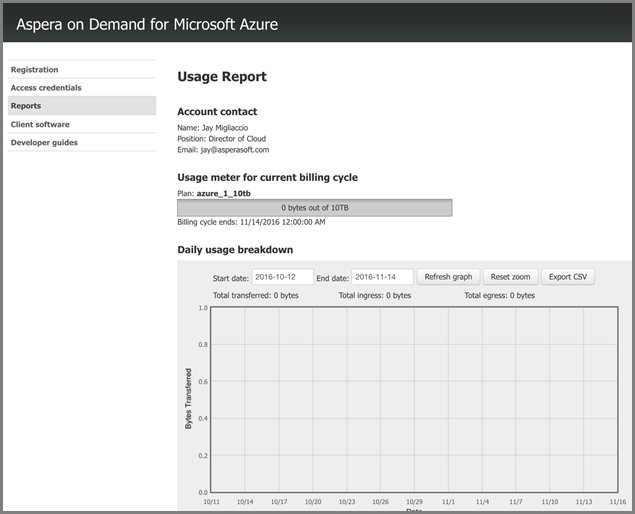 Aspera on Demand for Microsoft Azure
Registration
Access credentials
Reports
Client software
Developer guides
Usage Report
Account contact
Name: Jay Migliaccio
Position: Director of Cloud
Email: jay@asperasoft.com
Usage meter for current billing cycle
Plan: azure_1_10tb
0 bytes out of 10TB
Billing cycle ends: 11/14/2016 12:00:00 AM
Daily usage breakdown
Start date: 2016-10-12 End date: 2016-11-14 Refresh graph Reset zoom Export CSV
Total transferred: 0 bytes Total ingress: 0 bytes Total egress: 0 bytes
1.0
0.8
0.6
0.4
0.2
0.0
Bytes Transferred
10/11 10/14 10/17 10/20 10/23 10/26 10/29 11/1 11/4 11/7 11/10 11/13 11/16